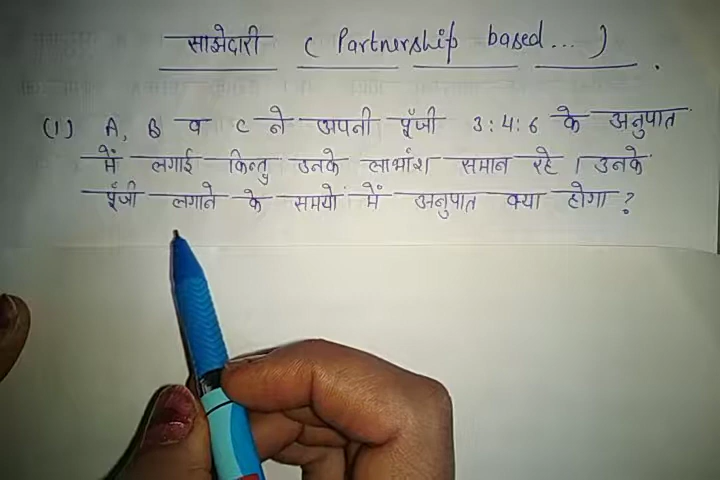 साझेदारी ( Partnership based... )
(1) A, B व C ने अपनी पूँजी 3:4:6 के अनुपात
में लगाई किन्तु उनके लाभांश समान रहे । उनके
पूँजी लगाने के समयों में अनुपात क्या होगा ?